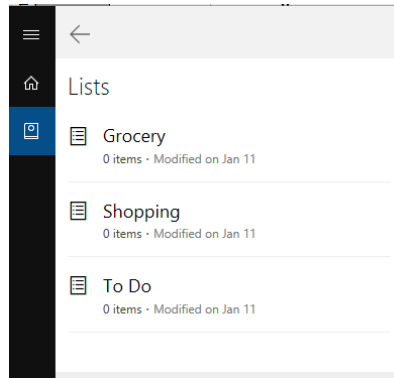 Lists
Grocery
0 items · Modified on Jan 11
Shopping
0 items · Modified on Jan 11
To Do
0 items · Modified on Jan 11